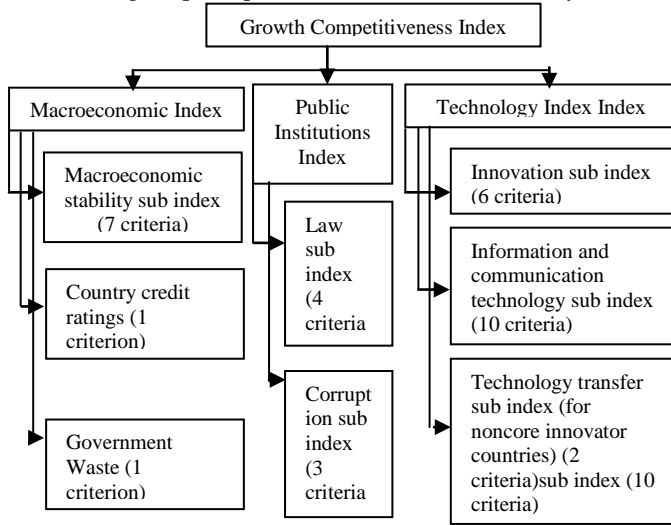 Growth Competitiveness Index
Macroeconomic Index
Macroeconomic
stability sub index
(7 criteria)
Country credit
ratings (1
criterion)
Government
Waste (1
criterion)
Public
Institutions
Index
Law
sub
index
(4
criteria
Corrupt
ion sub
index
(3
criteria
Technology Index Index
Innovation sub index
(6 criteria)
Information and
communication
technology sub index
(10 criteria)
Technology transfer
sub index (for
noncore innovator
countries) (2
criteria)sub index (10
criteria)